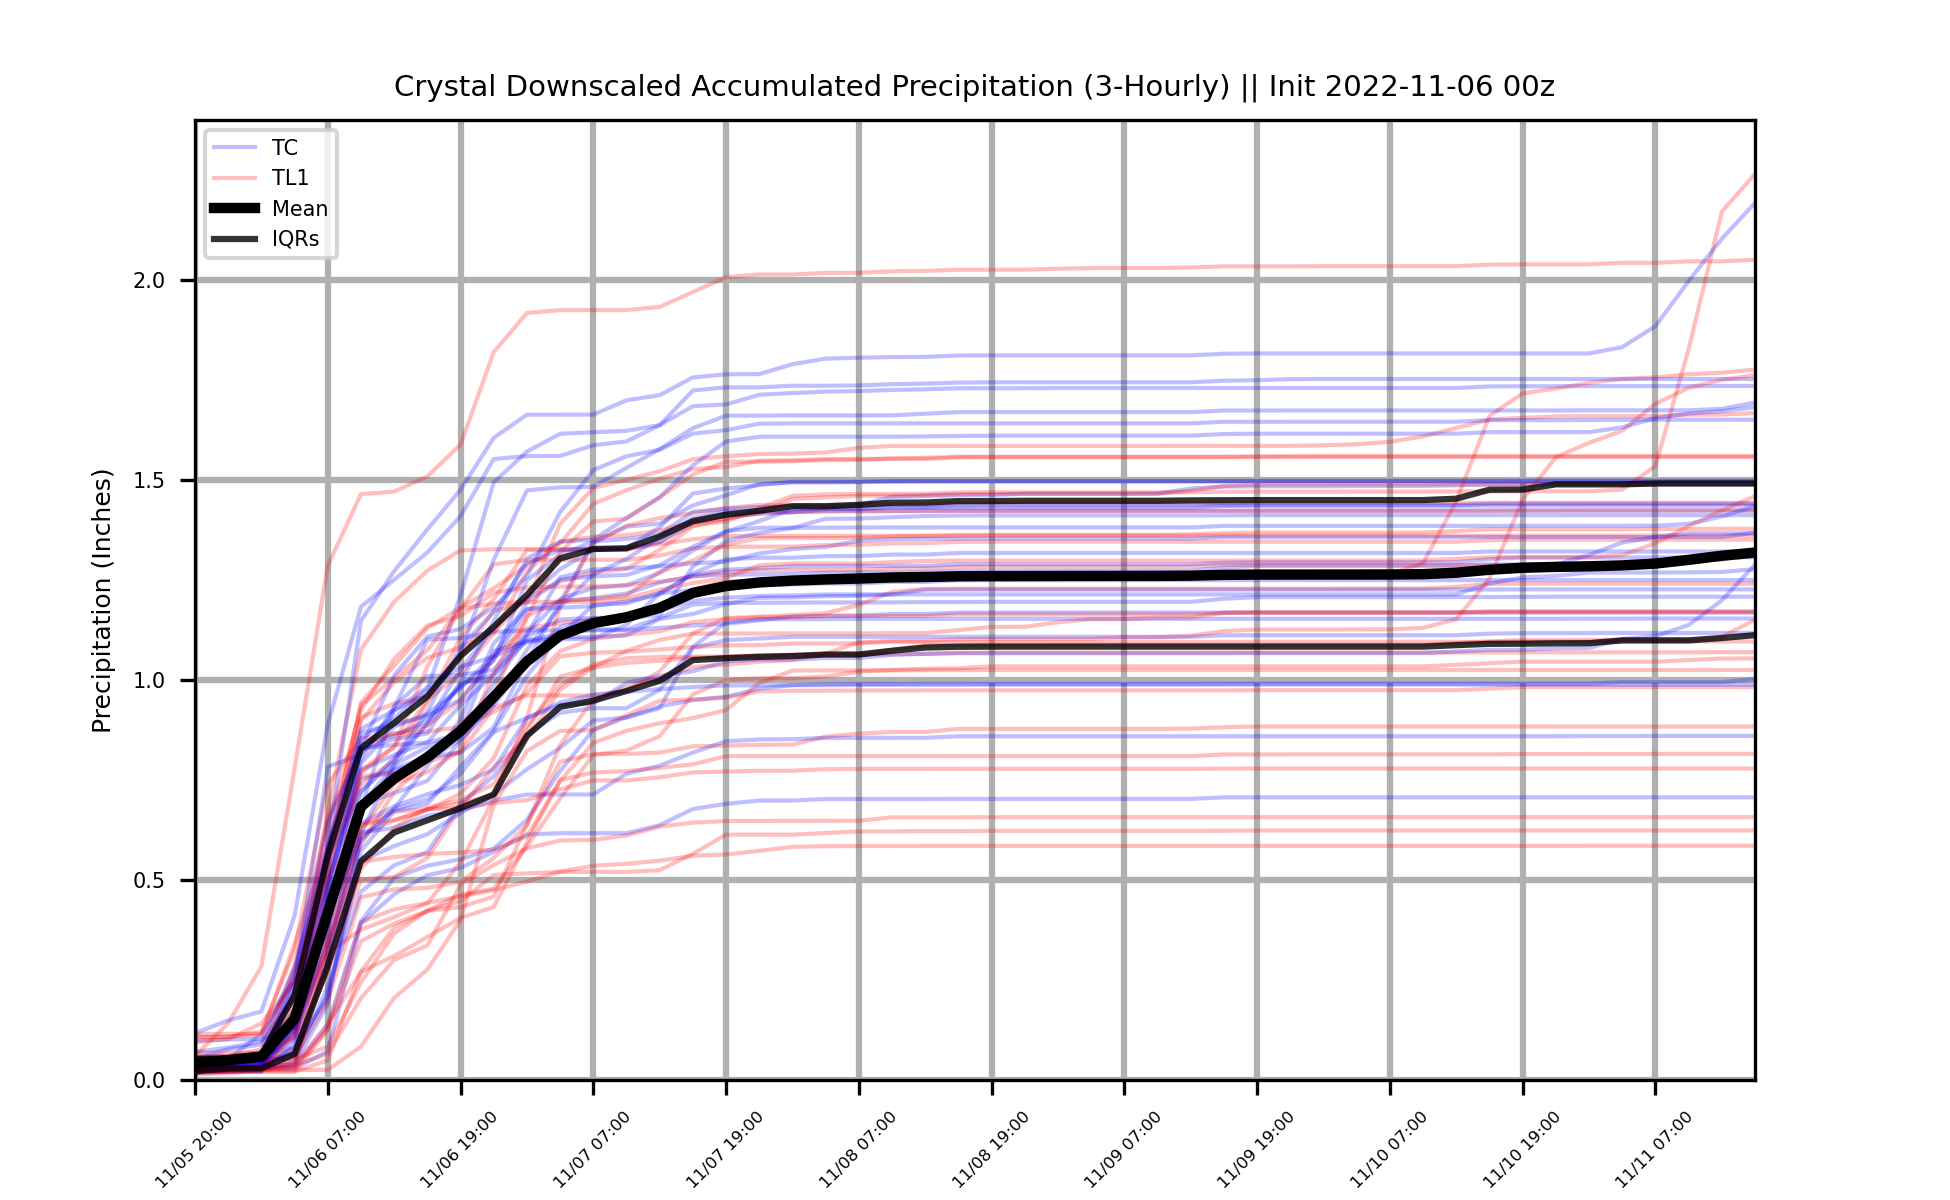 Crystal Downscaled Accumulated Precipitation (3-Hourly) || Init 2022-11-06 00z
TC
TL1
Mean
IQRs
Precipitation (Inches)
2.0
1.5
1.0
0.5
0.0
11/05 20:00
11/06 07:00
11/06 19:00
11/07 07:00
11/07 19:00
11/08 07:00
11/08 19:00
11/09 07:00
11/09 19:00
11/10 07:00
11/10 19:00
11/11 07:00